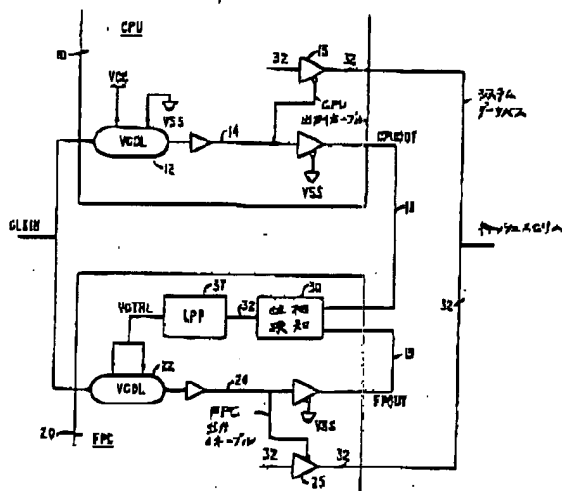 CPU
10
VCC
VSS
VCDL
12
14
32
15
32
CPU
出力イネーブル
VSS
CPUOUT
18
システム
データバス
CLKIN
キャッシュメモリへ
37
30
VCTRL
LPF
32
位相
検知
19
32
22
VCDL
24
VSS
FPOUT
20
FPC
FPC
出力
イネーブル
32
32
25